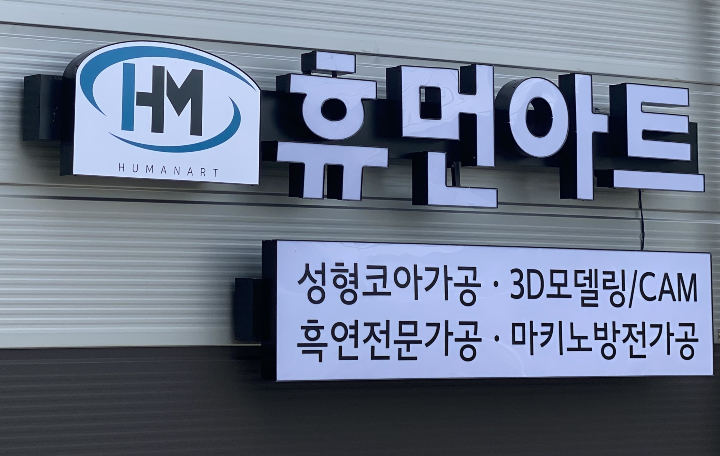 HM
HUMANART
휴먼아트
성형코아가공 · 3D모델링/CAM
흑연전문가공 · 마키노방전가공